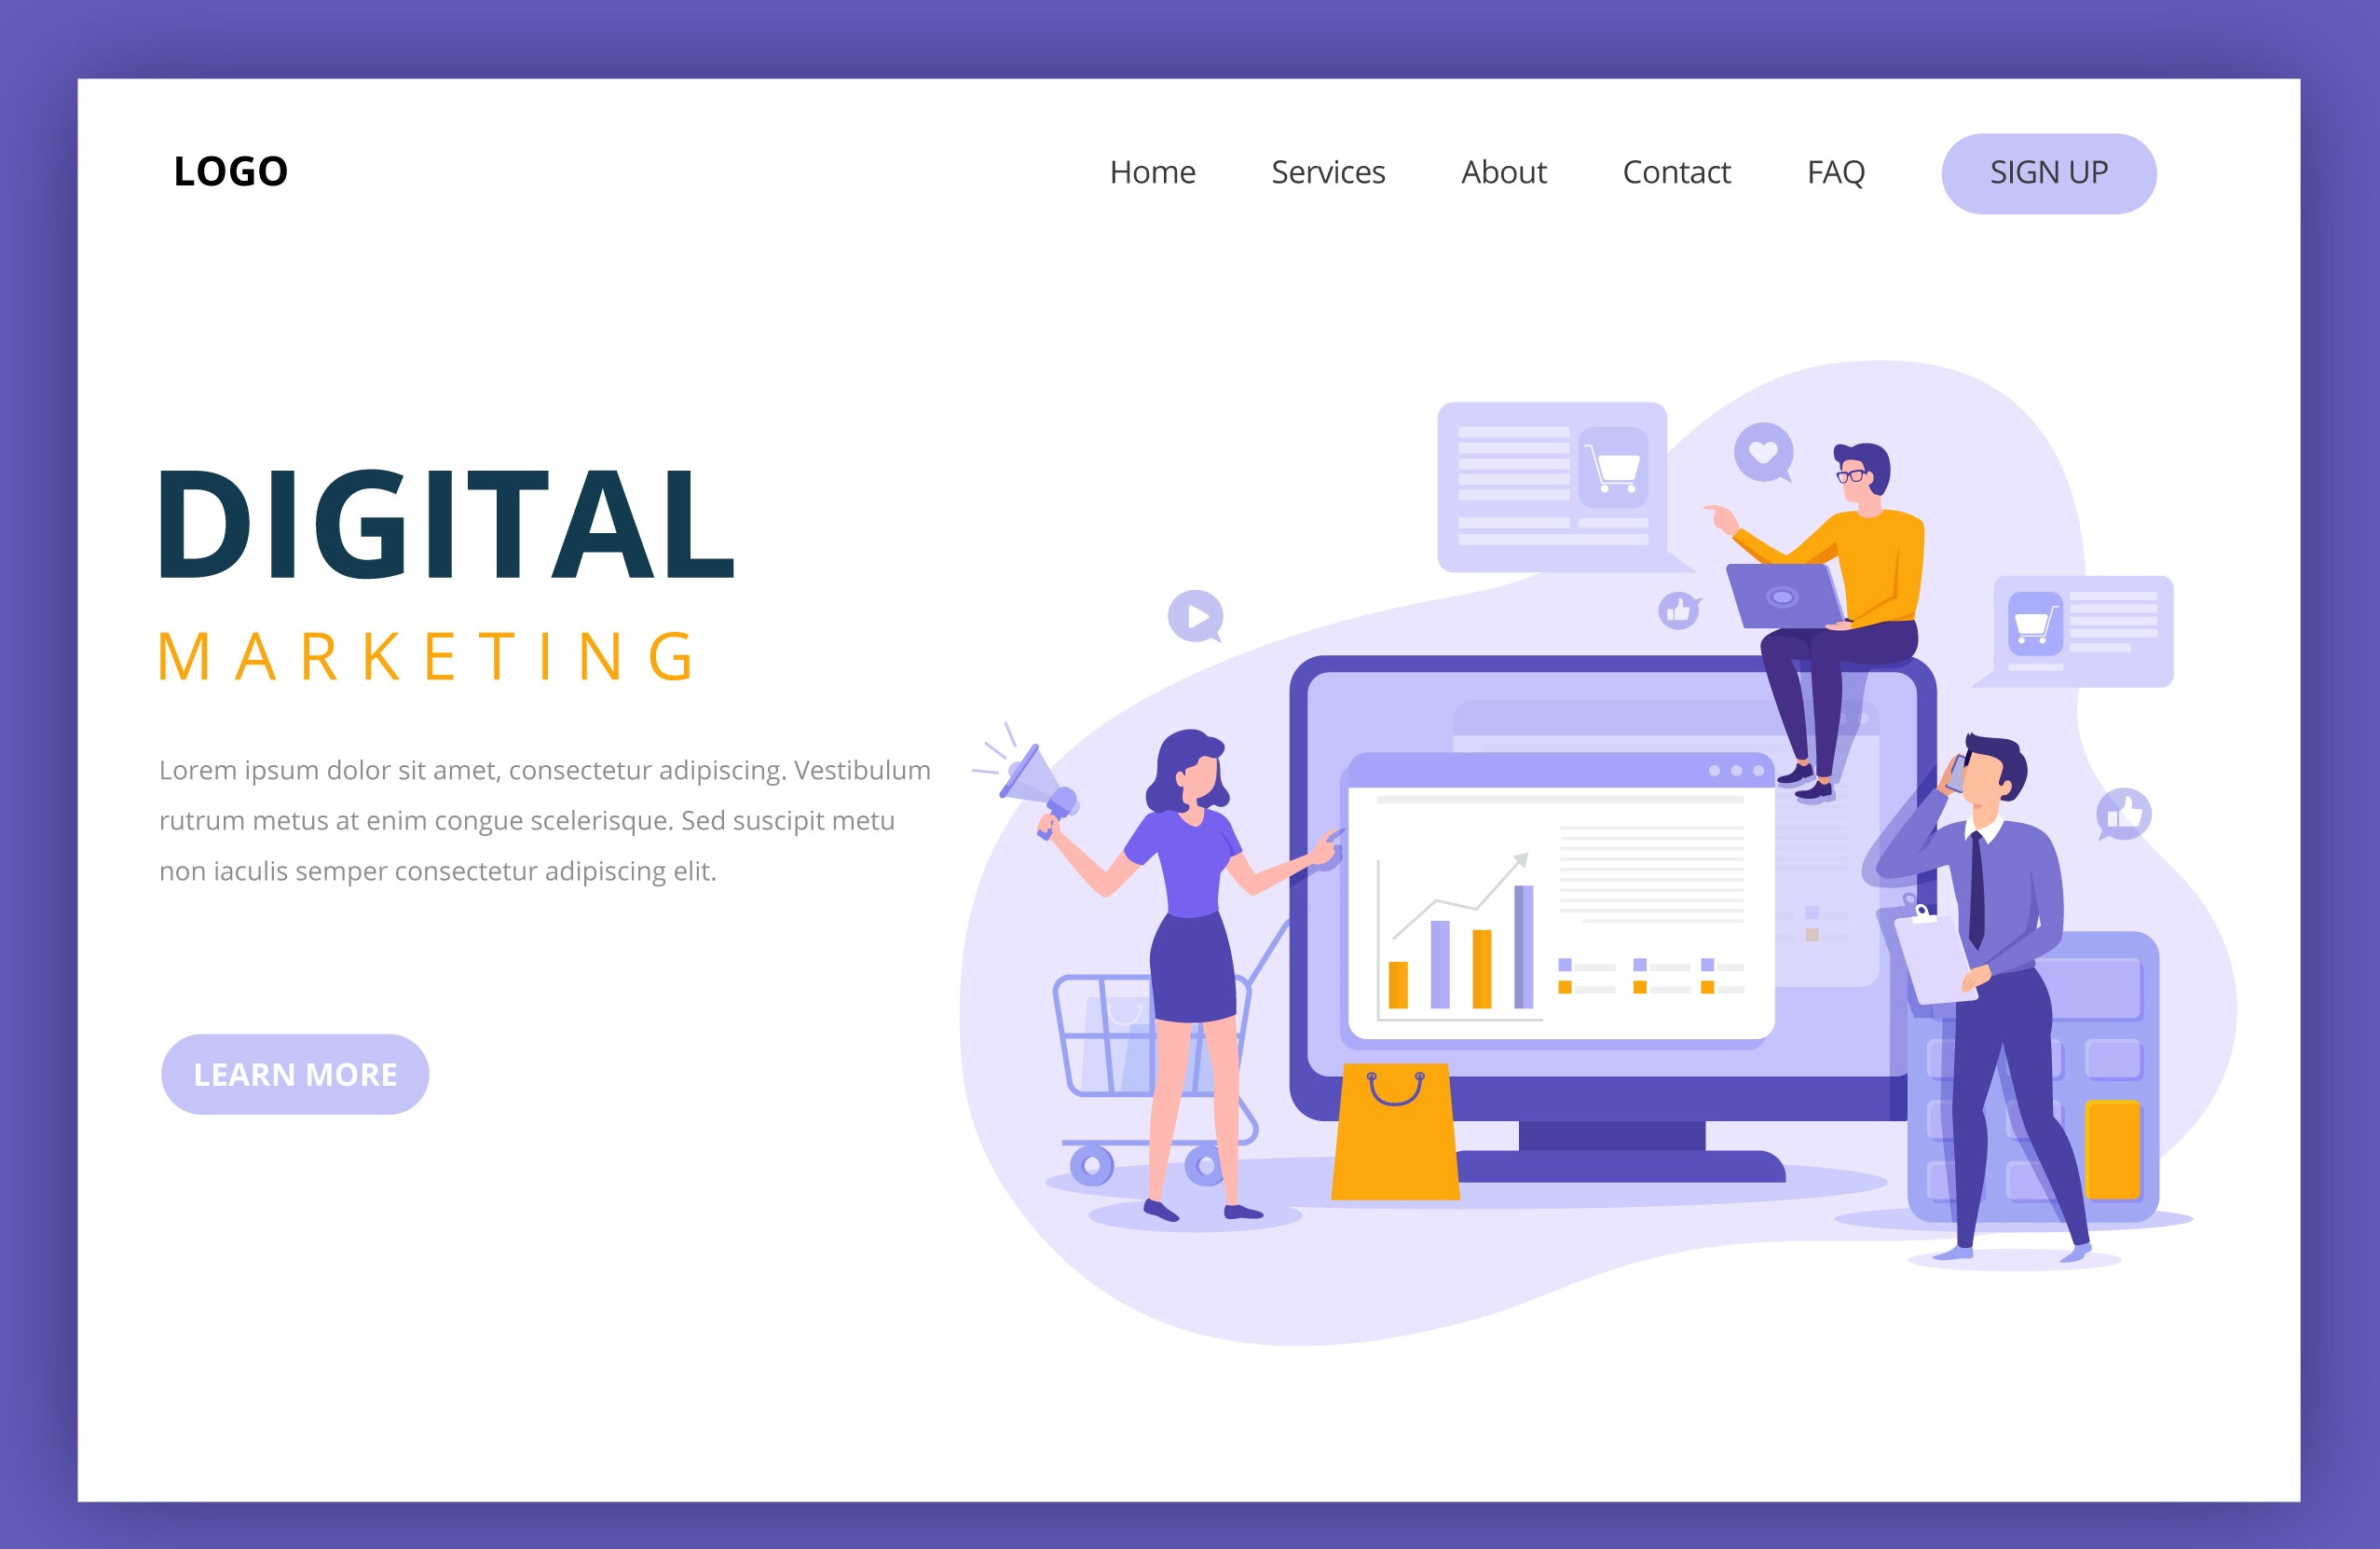 LOGO
Home Services About Contact FAQ SIGN UP
DIGITAL
MARKETING
Lorem ipsum dolor sit amet, consectetur adipiscing. Vestibulum
rutrum metus at enim congue scelerisque. Sed suscipit metu
non iaculis semper consectetur adipiscing elit.
LEARN MORE